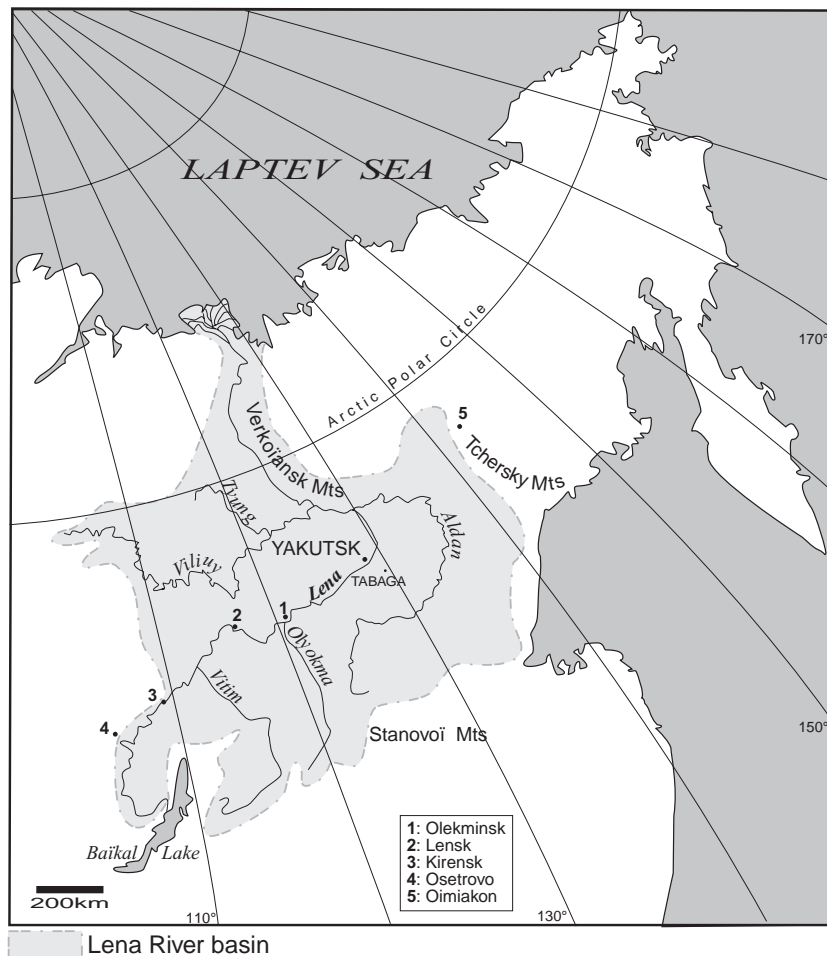 LAPTEV SEA
170°
Arctic Polar Circle
5
Tchersky Mts
Verkoïansk Mts
Tyung
Aldan
YAKUTSK
Viliuy
Lena
TABAGA
1
2
Olyokma
Vitim
3
4
Stanovoï Mts
150°
1: Olekminsk
2: Lensk
3: Kirensk
4: Osetrovo
5: Oimiakon
Baïkal Lake
200km
110°
130°
Lena River basin